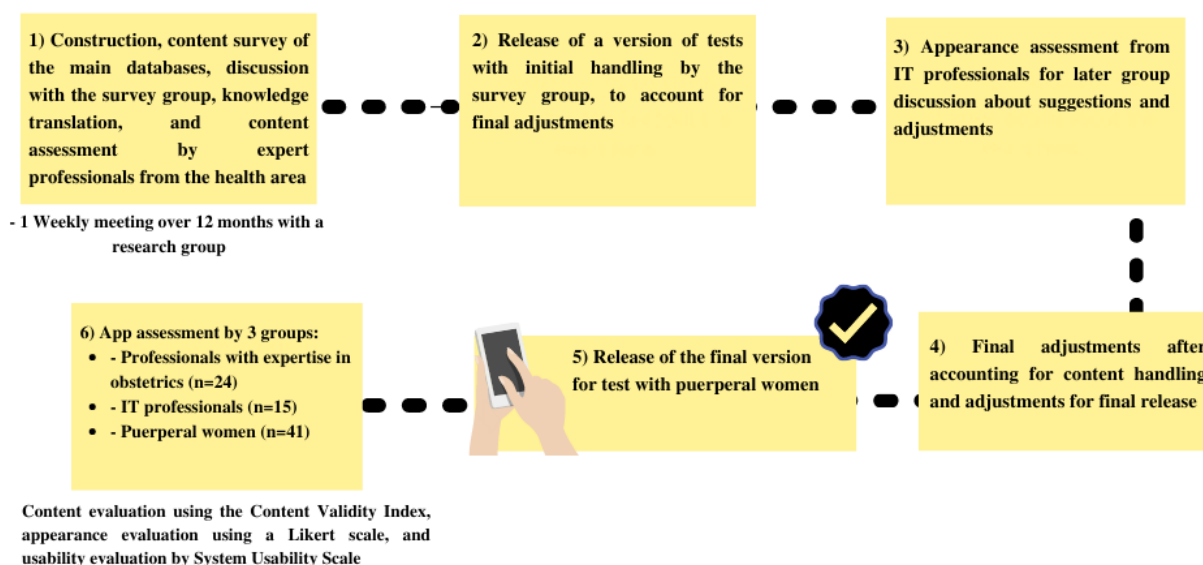 1) Construction, content survey of
the main databases, discussion
with the survey group, knowledge
translation, and content
assessment by expert
professionals from the health area
- 1 Weekly meeting over 12 months with a
research group
2) Release of a version of tests
with initial handling by the
survey group, to account for
final adjustments
3) Appearance assessment from
IT professionals for later group
discussion about suggestions and
adjustments
4) Final adjustments after
accounting for content handling
and adjustments for final release
5) Release of the final version
for test with puerperal women
6) App assessment by 3 groups:
• - Professionals with expertise in
obstetrics (n=24)
• - IT professionals (n=15)
• - Puerperal women (n=41)
Content evaluation using the Content Validity Index,
appearance evaluation using a Likert scale, and
usability evaluation by System Usability Scale